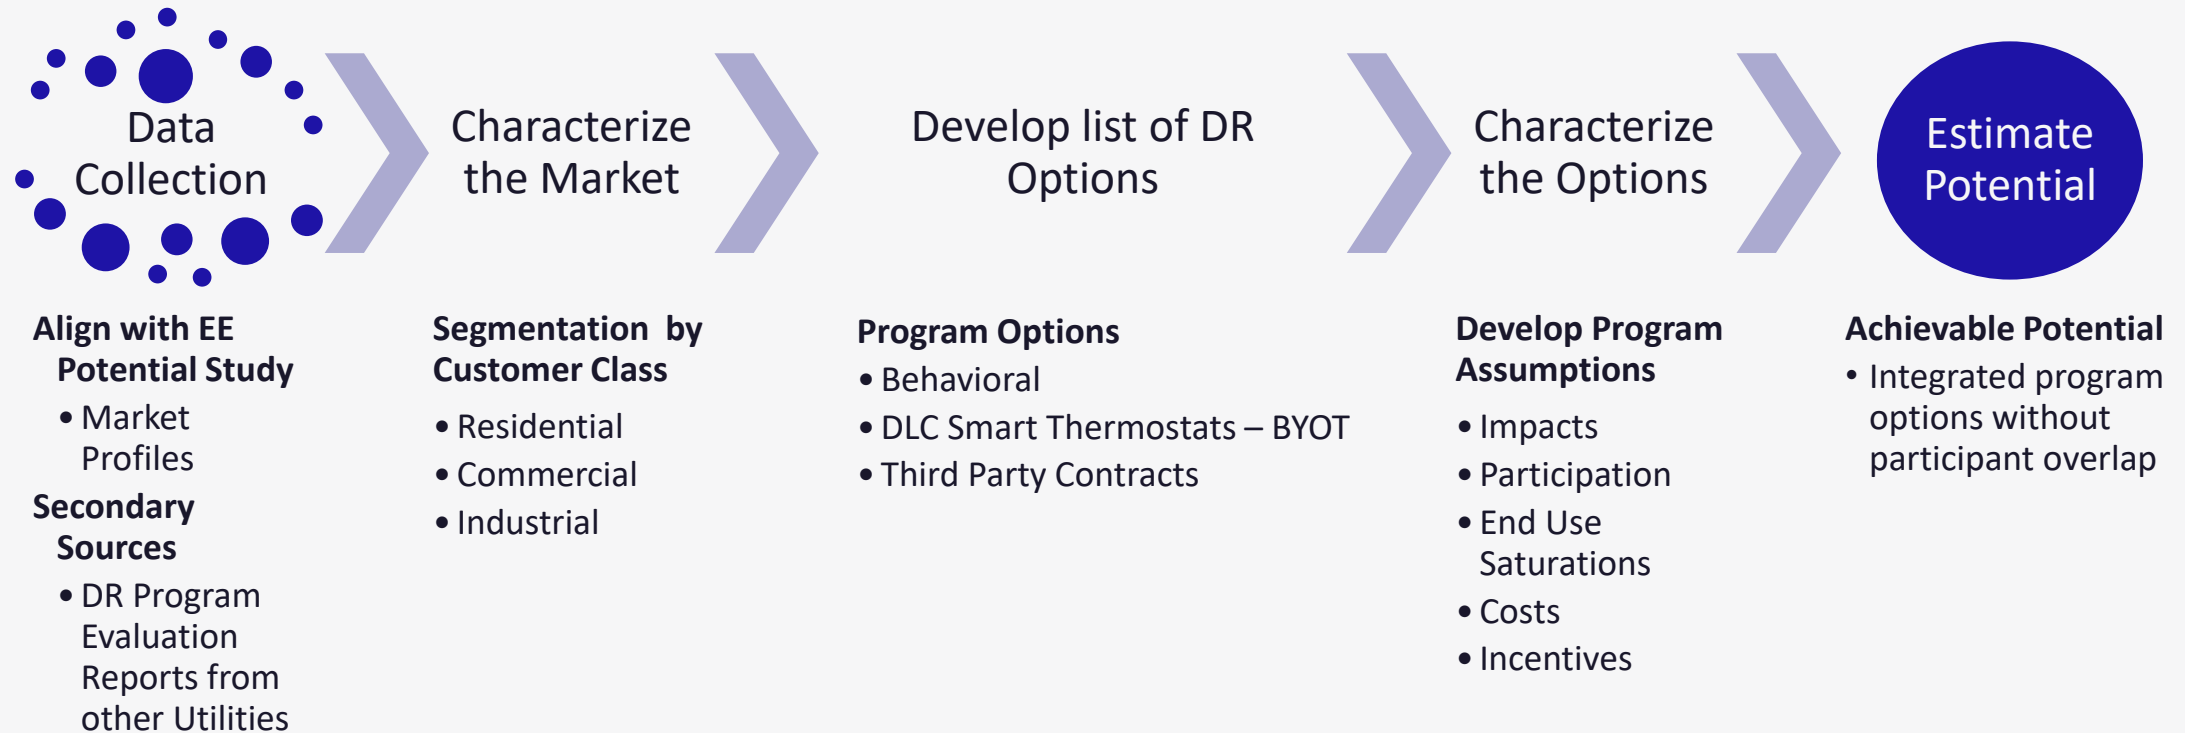 Data
Collection
Characterize
the Market
Develop list of DR
Options
Characterize
the Options
Estimate
Potential
Align with EE
Potential Study
• Market
Profiles
Secondary
Sources
• DR Program
Evaluation
Reports from
other Utilities
Segmentation by
Customer Class
• Residential
• Commercial
• Industrial
Program Options
• Behavioral
• DLC Smart Thermostats – BYOT
• Third Party Contracts
Develop Program
Assumptions
• Impacts
• Participation
• End Use
Saturations
• Costs
• Incentives
Achievable Potential
• Integrated program
options without
participant overlap